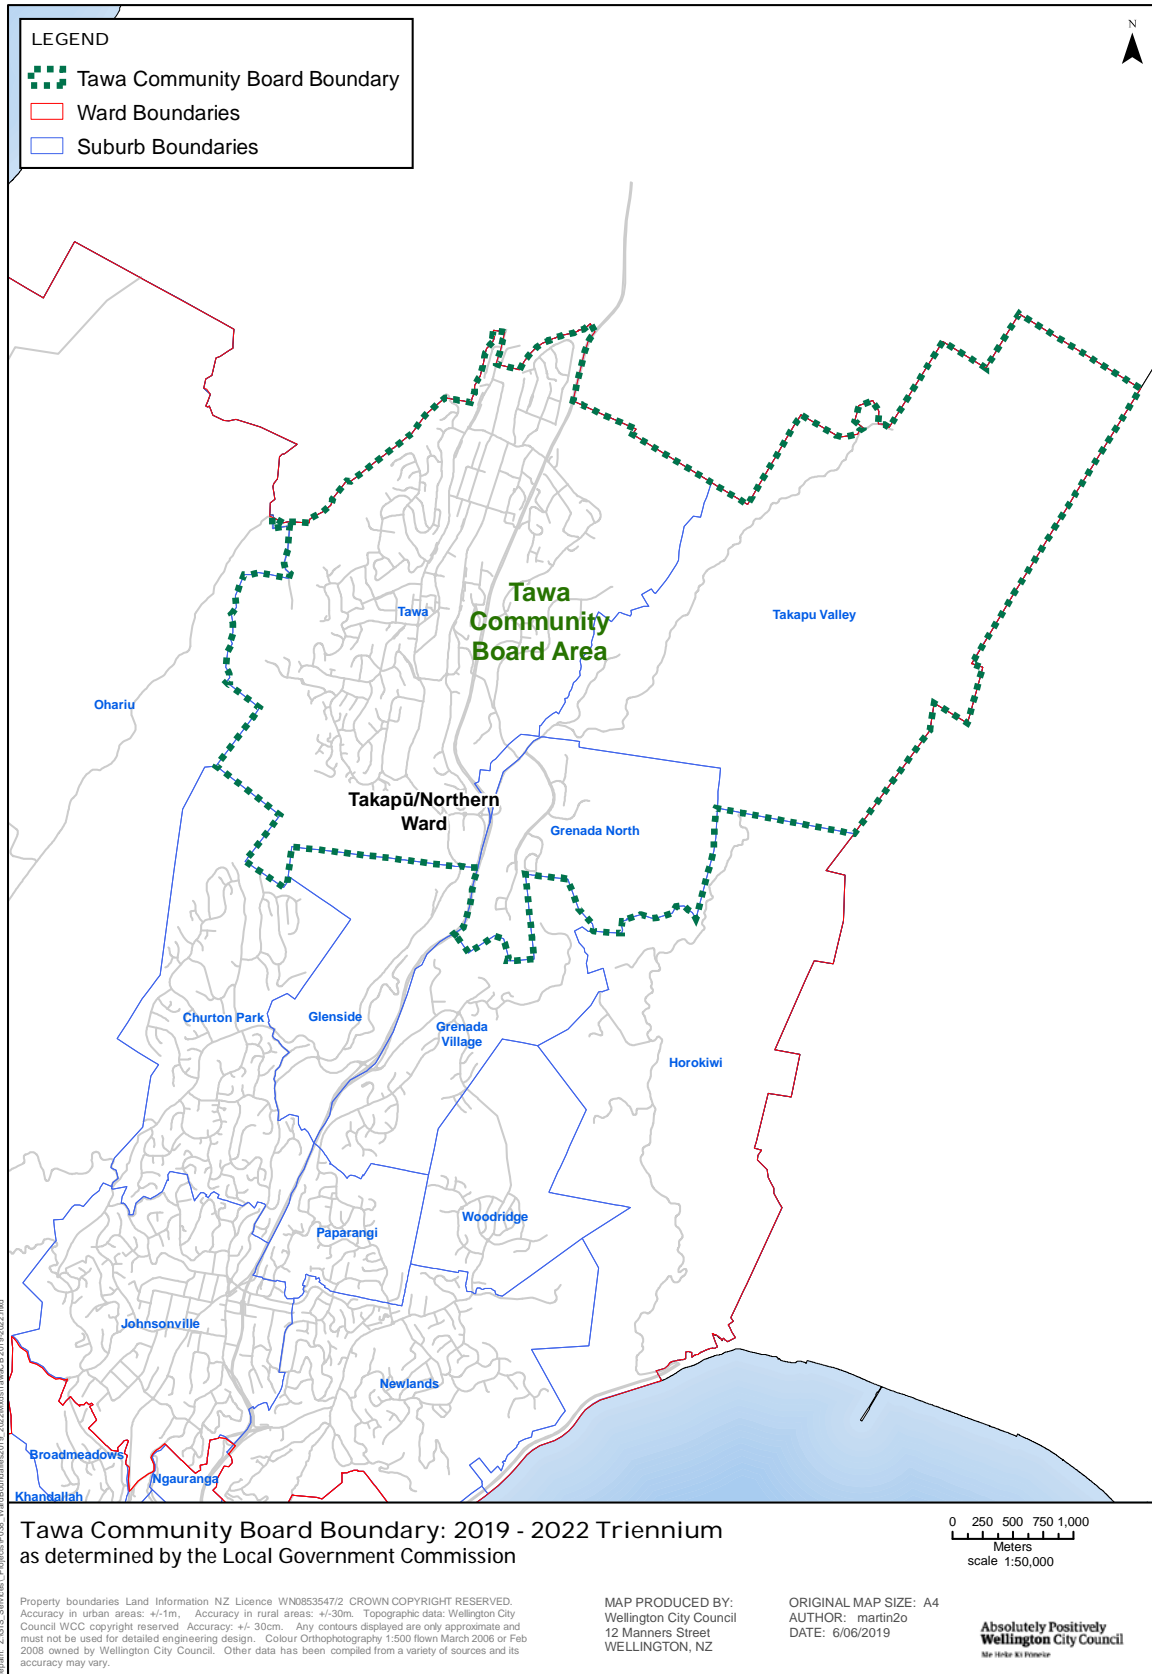 LEGEND
Tawa Community Board Boundary
Ward Boundaries
Suburb Boundaries
N
Tawa
Community
Board Area
Tawa
Takapu Valley
Ohariu
Takapū/Northern
Ward
Grenada North
Churton Park
Glenside
Grenada
Village
Horokiwi
Woodridge
Paparangi
Johnsonville
Newlands
Broadmeadows
Ngauranga
Khandallah
Tawa Community Board Boundary: 2019 - 2022 Triennium
as determined by the Local Government Commission
0 250 500 750 1,000
Meters
scale 1:50,000
Property boundaries Land Information NZ Licence WN0853547/2 CROWN COPYRIGHT RESERVED.
Accuracy in urban areas: +/-1m, Accuracy in rural areas: +/-30m. Topographic data: Wellington City
Council WCC copyright reserved Accuracy: +/- 30cm. Any contours displayed are only approximate and
must not be used for detailed engineering design. Colour Orthophotography 1:500 flown March 2006 or Feb
2008 owned by Wellington City Council. Other data has been compiled from a variety of sources and its
accuracy may vary.
MAP PRODUCED BY:
Wellington City Council
12 Manners Street
WELLINGTON, NZ
ORIGINAL MAP SIZE: A4
AUTHOR: martin2o
DATE: 6/06/2019
Absolutely Positively
Wellington City Council
Me Heke Ki Pōneke